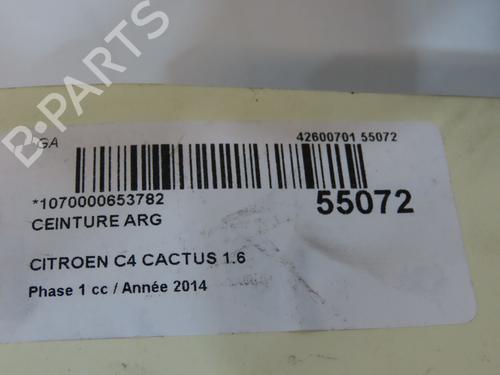 B-PARTS
GA 42600701 55072
*1070000653782 55072
CEINTURE ARG
CITROEN C4 CACTUS 1.6
Phase 1 cc / Année 2014